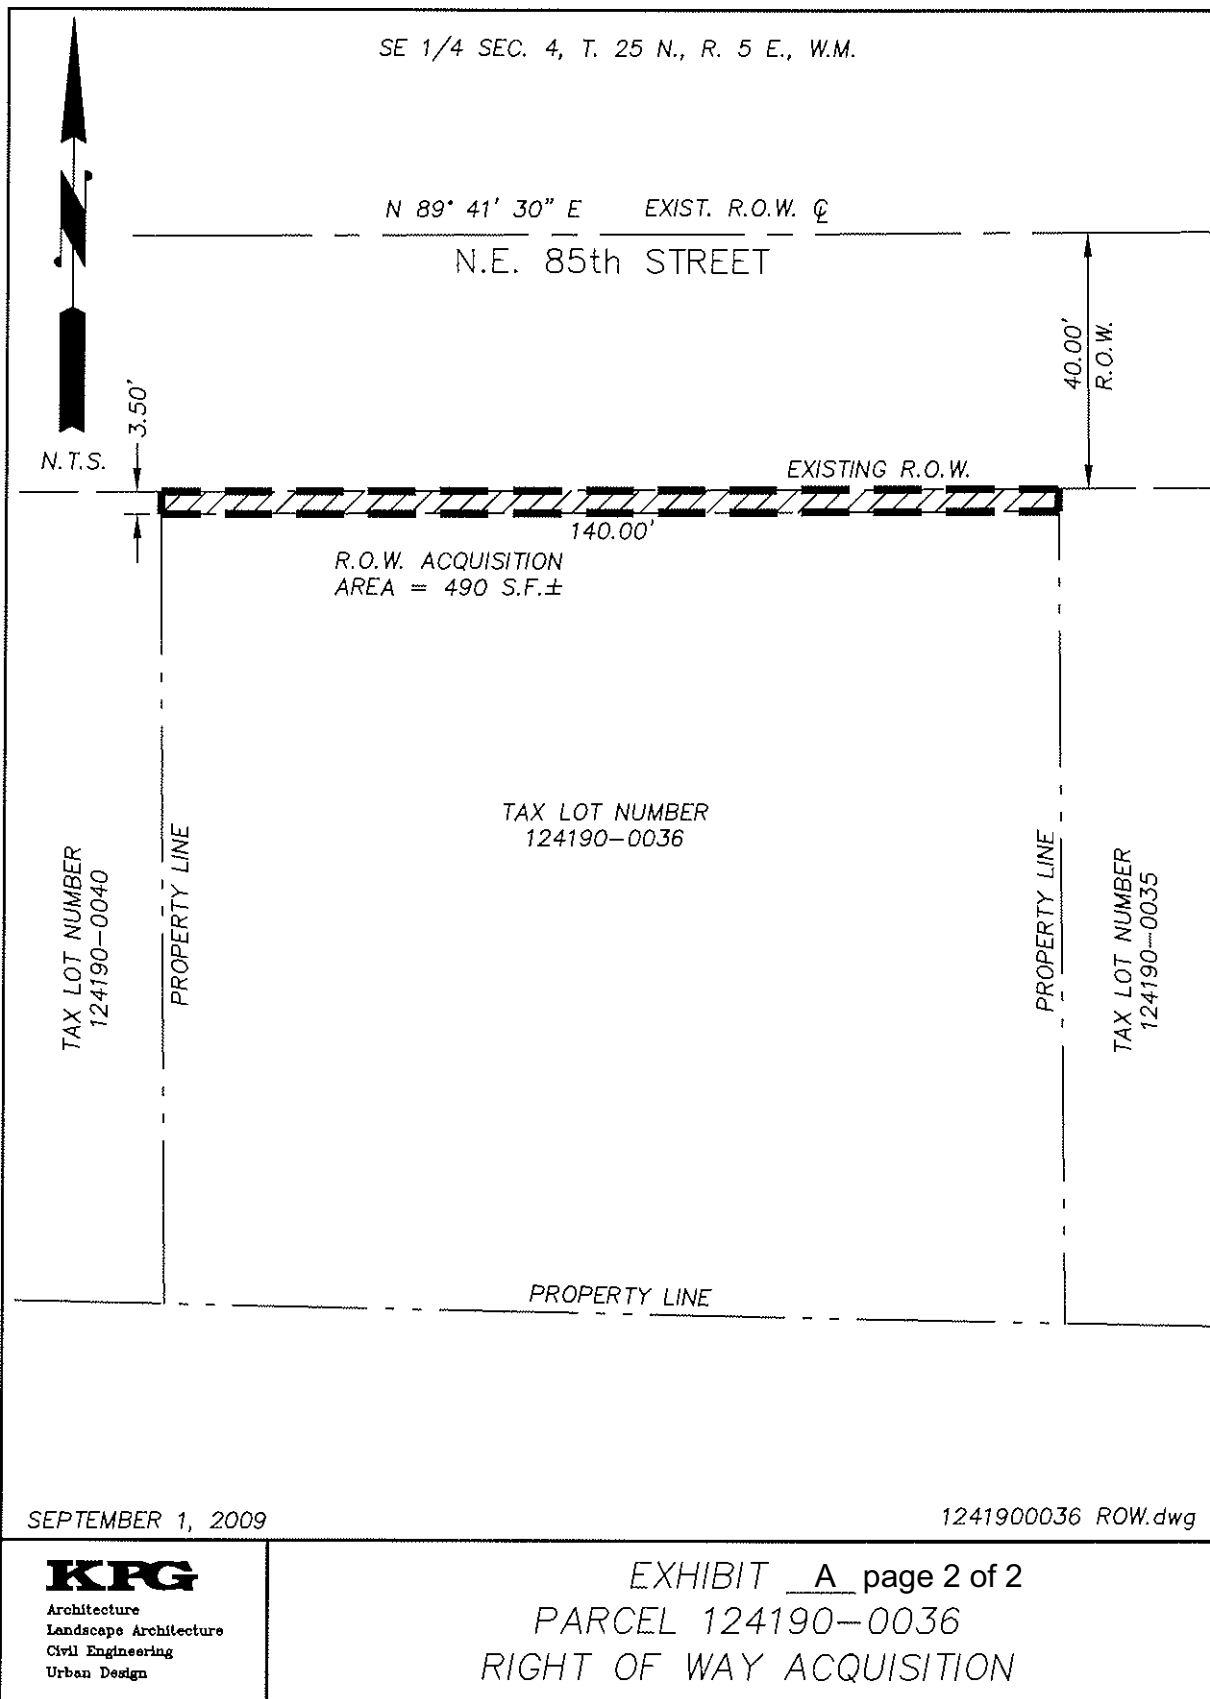 SE 1/4 SEC. 4, T. 25 N., R. 5 E., W.M.
N 89° 41' 30" E EXIST. R.O.W. ℄
N.E. 85th STREET
40.00'
R.O.W.
3.50'
N
N.T.S.
EXISTING R.O.W.
140.00'
R.O.W. ACQUISITION
AREA = 490 S.F.±
TAX LOT NUMBER
124190-0036
TAX LOT NUMBER
124190-0040
PROPERTY LINE
PROPERTY LINE
TAX LOT NUMBER
124190-0035
PROPERTY LINE
SEPTEMBER 1, 2009
1241900036 ROW.dwg
KPG
Architecture
Landscape Architecture
Civil Engineering
Urban Design
EXHIBIT A page 2 of 2
PARCEL 124190-0036
RIGHT OF WAY ACQUISITION